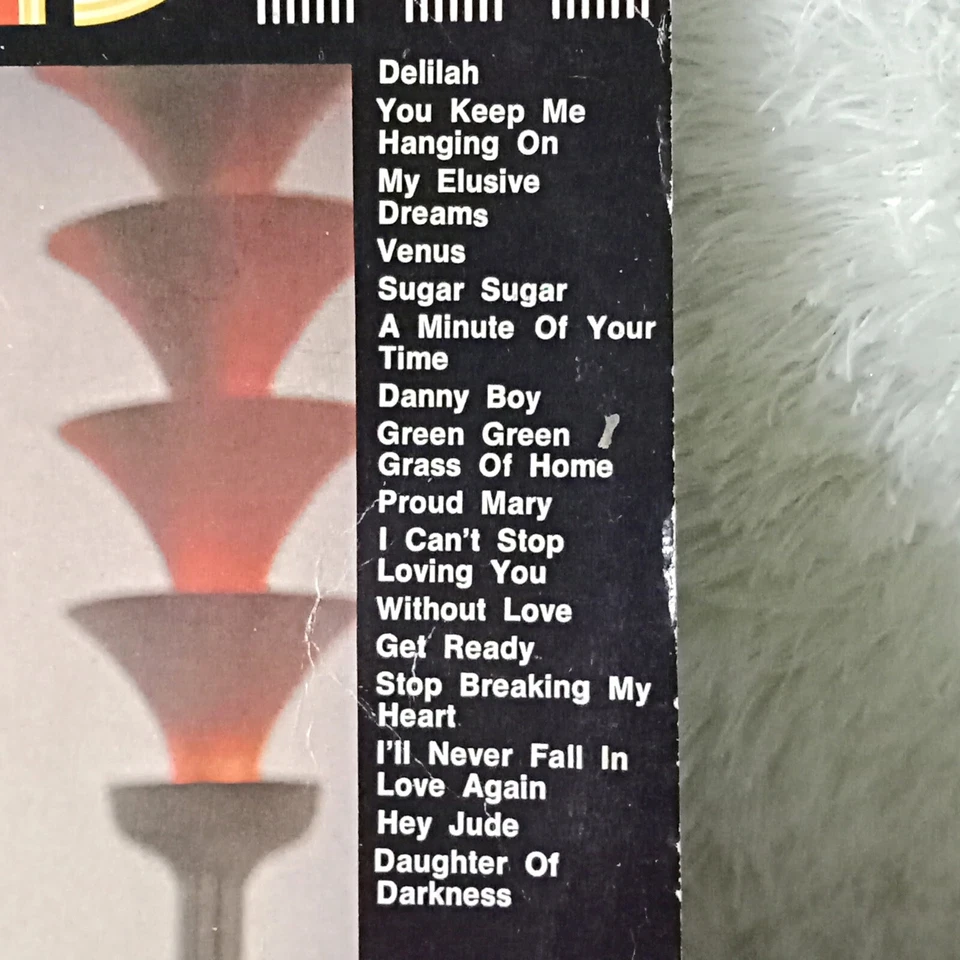 Delilah
You Keep Me
Hanging On
My Elusive
Dreams
Venus
Sugar Sugar
A Minute Of Your
Time
Danny Boy
Green Green
Grass Of Home
Proud Mary
I Can't Stop
Loving You
Without Love
Get Ready
Stop Breaking My
Heart
I'll Never Fall In
Love Again
Hey Jude
Daughter Of
Darkness